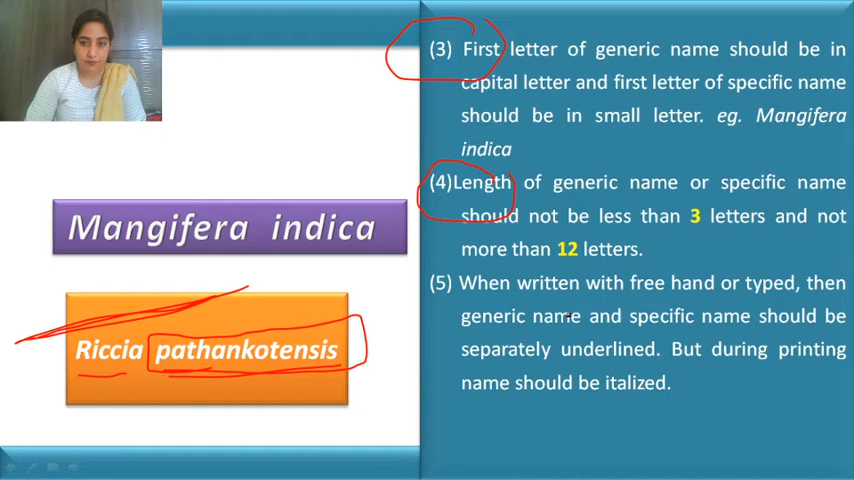 Mangifera indica
Riccia pathankotensis
(3) First letter of generic name should be in
capital letter and first letter of specific name
should be in small letter. eg. Mangifera
indica
(4)Length of generic name or specific name
should not be less than 3 letters and not
more than 12 letters.
(5) When written with free hand or typed, then
generic name and specific name should be
separately underlined. But during printing
name should be italized.